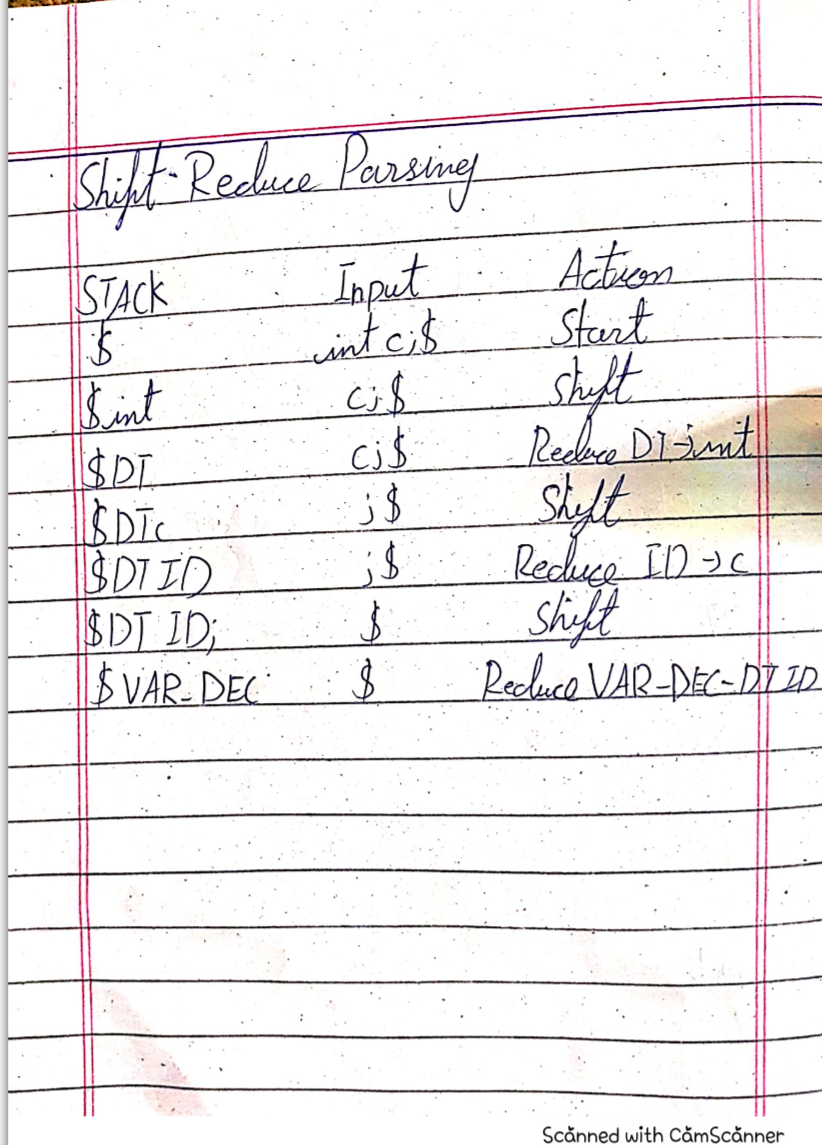 Shift-Reduce Parsing
STACK Input Action
$ int c;$ Start
$int c;$ Shift
$DT c;$ Reduce DT→int
$DTc ;$ Shift
$DT ID ;$ Reduce ID→c
$DT ID; $ Shift
$VAR-DEC $ Reduce VAR-DEC-DT ID
Scanned with CamScanner